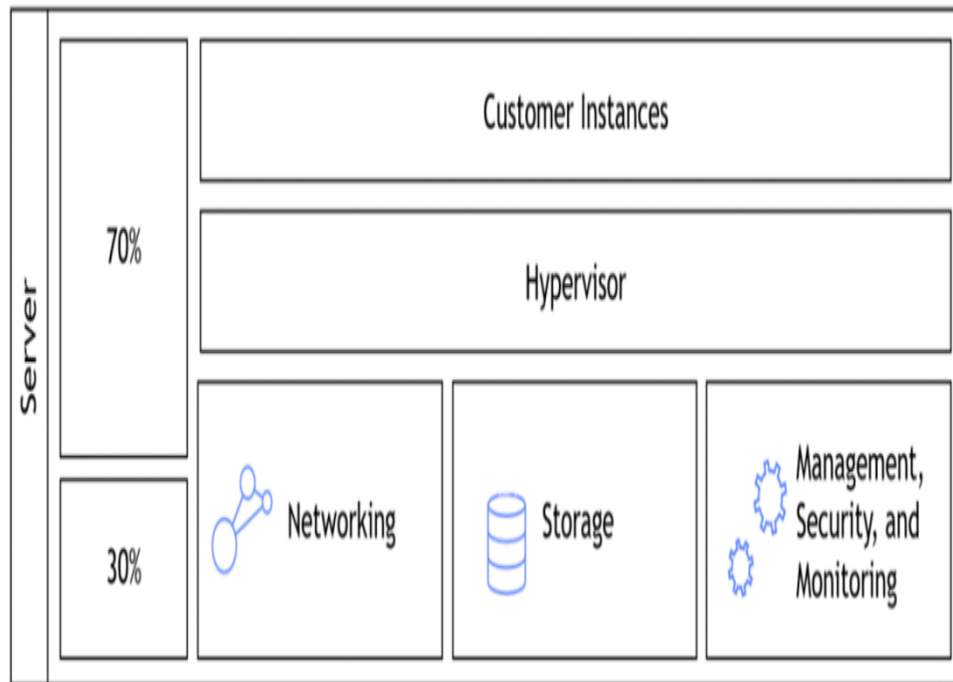 Server
70%
30%
Customer Instances
Hypervisor
Networking
Storage
Management,
Security, and
Monitoring